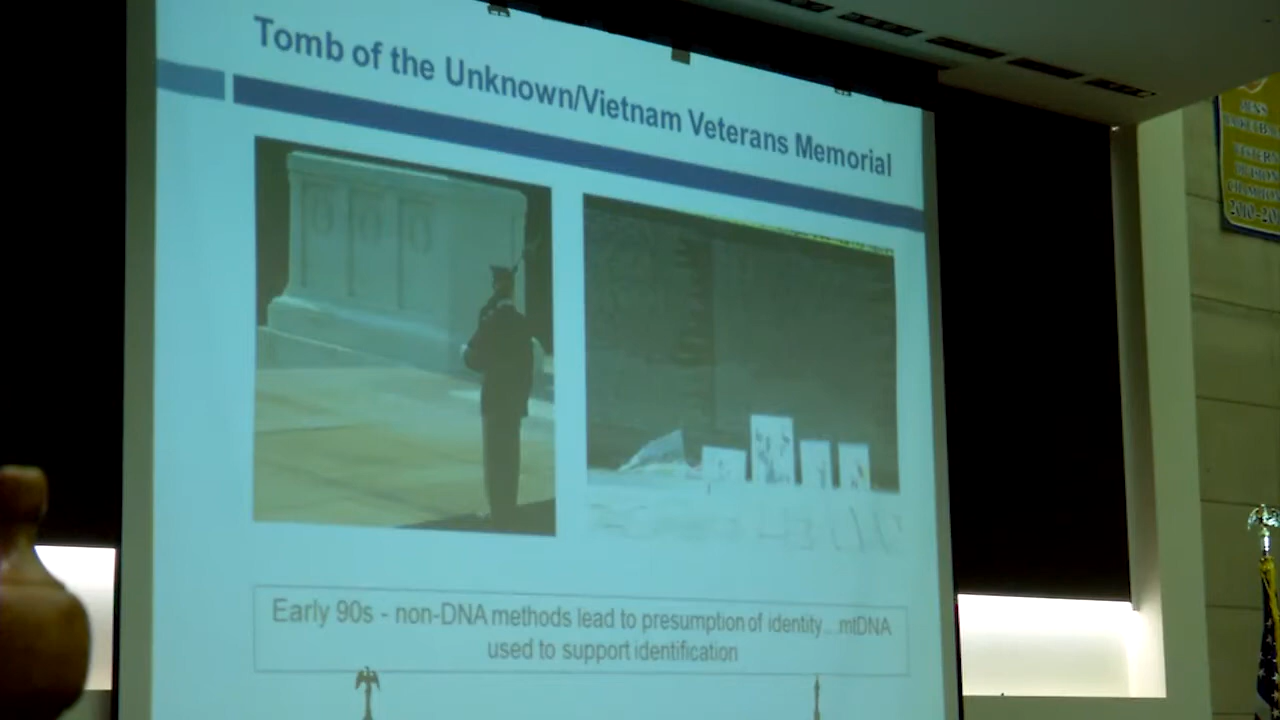 Tomb of the Unknown/Vietnam Veterans Memorial
Early 90s - non-DNA methods lead to presumption of identity...mtDNA
used to support identification